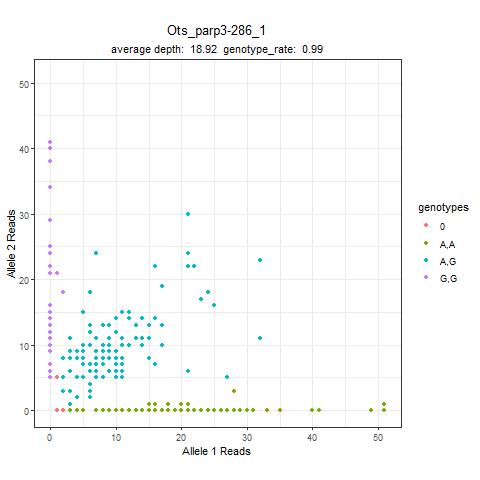 Ots_parp3-286_1
average depth: 18.92 genotype_rate: 0.99
50
40
30
20
10
0
Allele 2 Reads
0 10 20 30 40 50
Allele 1 Reads
genotypes
0
A,A
A,G
G,G